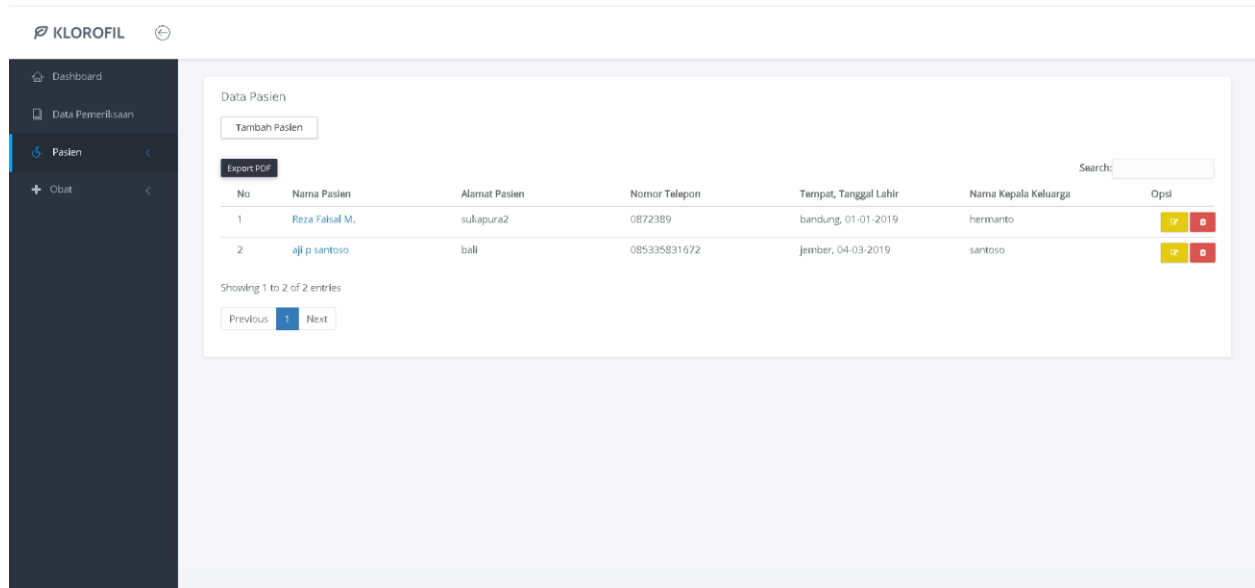 KLOROFIL
Dashboard
Data Pemeriksaan
Pasien
Obat
Data Pasien
Tambah Pasien
Export PDF
Search:
No Nama Pasien Alamat Pasien Nomor Telepon Tempat, Tanggal Lahir Nama Kepala Keluarga Opsi
1 Reza Faisal M. sukapura2 0872389 bandung, 01-01-2019 hermanto
2 aji p santoso bali 085335831672 jember, 04-03-2019 santoso
Showing 1 to 2 of 2 entries
Previous 1 Next